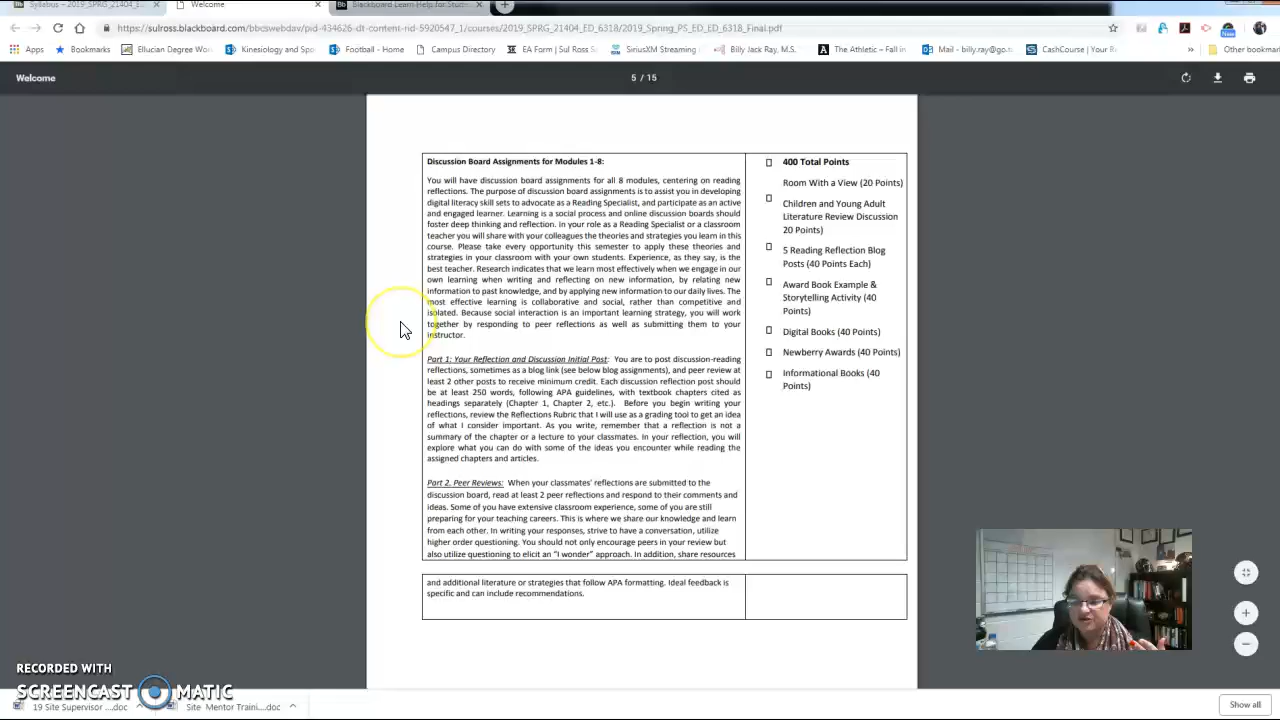 Syllabus – 2019_SPRG_21404_E
Welcome
Blackboard Learn Help for Stud
https://sulross.blackboard.com/bbcswebdav/pid-434626-dt-content-rid-5920547_1/courses/2019_SPRG_21404_ED_6318/2019_Spring_PS_ED_ED_6318_Final.pdf
Apps
Bookmarks
Ellucian Degree Wor
Kinesiology and Spo
Football - Home
Campus Directory
EA Form | Sul Ross S
SiriusXM Streaming
Billy Jack Ray, M.S.
The Athletic – Fall in
Mail - billy.ray@go.t
CashCourse | Your R
» Other bookmar
Welcome
5 / 15
Discussion Board Assignments for Modules 1-8:
You will have discussion board assignments for all 8 modules, centering on reading
reflections. The purpose of discussion board assignments is to assist you in developing
digital literacy skill sets to advocate as a Reading Specialist, and participate as an active
and engaged learner. Learning is a social process and online discussion boards should
foster deep thinking and reflection. In your role as a Reading Specialist or a classroom
teacher you will share with your colleagues the theories and strategies you learn in this
course. Please take every opportunity this semester to apply these theories and
strategies in your classroom with your own students. Experience, as they say, is the
best teacher. Research indicates that we learn most effectively when we engage in our
own learning when writing and reflecting on new information, by relating new
information to past knowledge, and by applying new information to our daily lives. The
most effective learning is collaborative and social, rather than competitive and
isolated. Because social interaction is an important learning strategy, you will work
together by responding to peer reflections as well as submitting them to your
instructor.
Part 1; Your Reflection and Discussion Initial Post: You are to post discussion-reading
reflections, sometimes as a blog link (see below blog assignments), and peer review at
least 2 other posts to receive minimum credit. Each discussion reflection post should
be at least 250 words, following APA guidelines, with textbook chapters cited as
headings separately (Chapter 1, Chapter 2, etc.). Before you begin writing your
reflections, review the Reflections Rubric that I will use as a grading tool to get an idea
of what I consider important. As you write, remember that a reflection is not a
summary of the chapter or a lecture to your classmates. In your reflection, you will
explore what you can do with some of the ideas you encounter while reading the
assigned chapters and articles.
Part 2. Peer Reviews: When your classmates' reflections are submitted to the
discussion board, read at least 2 peer reflections and respond to their comments and
ideas. Some of you have extensive classroom experience, some of you are still
preparing for your teaching careers. This is where we share our knowledge and learn
from each other. In writing your responses, strive to have a conversation, utilize
higher order questioning. You should not only encourage peers in your review but
also utilize questioning to elicit an "I wonder" approach. In addition, share resources
and additional literature or strategies that follow APA formatting. Ideal feedback is
specific and can include recommendations.
400 Total Points
Room With a View (20 Points)
Children and Young Adult
Literature Review Discussion
20 Points)
5 Reading Reflection Blog
Posts (40 Points Each)
Award Book Example &
Storytelling Activity (40
Points)
Digital Books (40 Points)
Newberry Awards (40 Points)
Informational Books (40
Points)
RECORDED WITH
SCREENCAST MATIC
19 Site Supervisor ....doc
Site Mentor Traini....doc
Show all